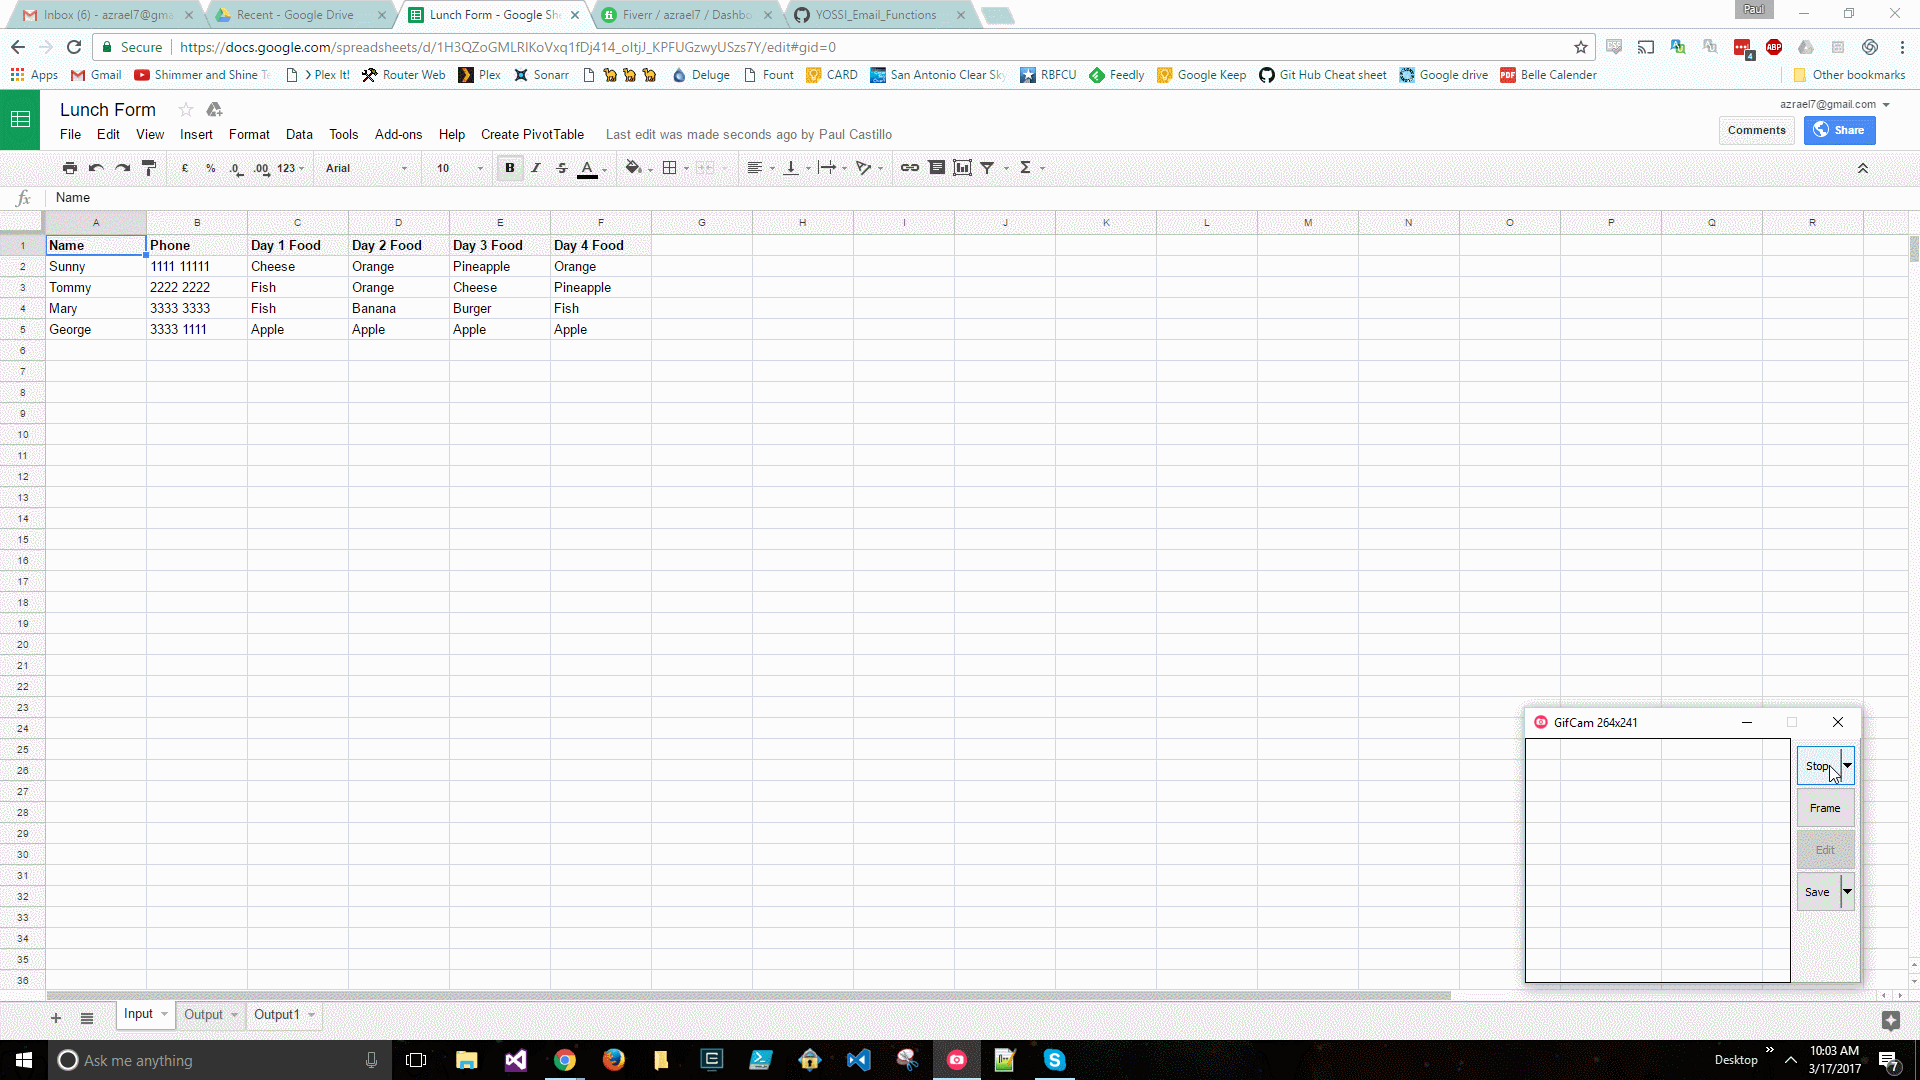 Inbox (6) - azrael7@gma
Recent - Google Drive
Lunch Form - Google She
Fiverr / azrael7 / Dashbo
YOSSI_Email_Functions
Paul
Secure
https://docs.google.com/spreadsheets/d/1H3QZoGMLRlKoVxq1fDj414_oItjJ_KPFUGzwyUSzs7Y/edit#gid=0
4
ABP
Apps
Gmail
Shimmer and Shine Te
> Plex It!
Router Web
Plex
Sonarr
Deluge
Fount
CARD
San Antonio Clear Sky
RBFCU
Feedly
Google Keep
Git Hub Cheat sheet
Google drive
PDF
Belle Calender
Other bookmarks
Lunch Form
azrael7@gmail.com
File Edit View Insert Format Data Tools Add-ons Help Create PivotTable
Last edit was made seconds ago by Paul Castillo
Comments
Share
£ % .0 .00 123
Arial
10
B I S A
Σ
fx Name
A B C D E F G H I J K L M N O P Q R
1 Name Phone Day 1 Food Day 2 Food Day 3 Food Day 4 Food
2 Sunny 1111 11111 Cheese Orange Pineapple Orange
3 Tommy 2222 2222 Fish Orange Cheese Pineapple
4 Mary 3333 3333 Fish Banana Burger Fish
5 George 3333 1111 Apple Apple Apple Apple
6
7
8
9
10
11
12
13
14
15
16
17
18
19
20
21
22
23
24
25
26
27
28
29
30
31
32
33
34
35
36
GifCam 264x241
Stop
Frame
Edit
Save
Input
Output
Output1
Ask me anything
Desktop
10:03 AM
3/17/2017
7